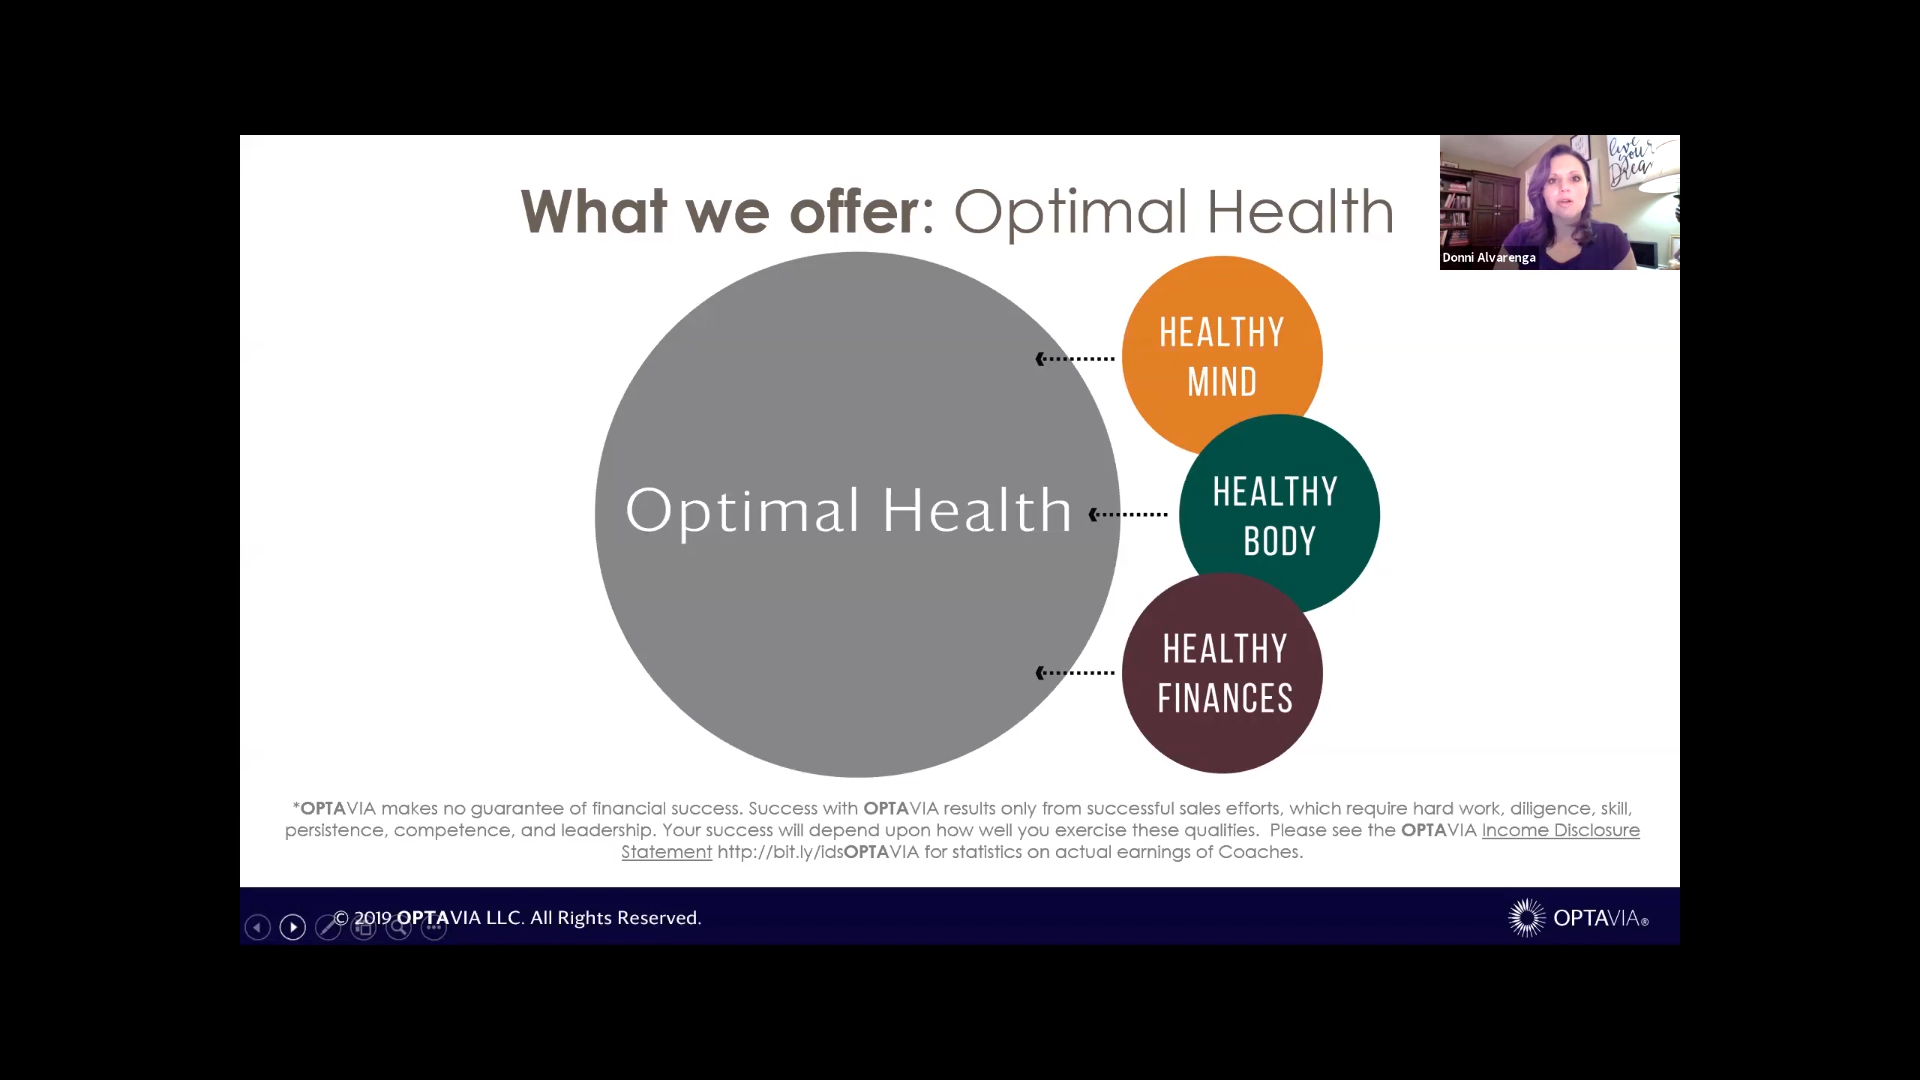 What we offer: Optimal Health
live
your
Drea
Donni Alvarenga
HEALTHY
MIND
Optimal Health
HEALTHY
BODY
HEALTHY
FINANCES
*OPTAVIA makes no guarantee of financial success. Success with OPTAVIA results only from successful sales efforts, which require hard work, diligence, skill,
persistence, competence, and leadership. Your success will depend upon how well you exercise these qualities. Please see the OPTAVIA Income Disclosure
Statement http://bit.ly/idsOPTAVIA for statistics on actual earnings of Coaches.
© 2019 OPTAVIA LLC. All Rights Reserved.
OPTAVIA®